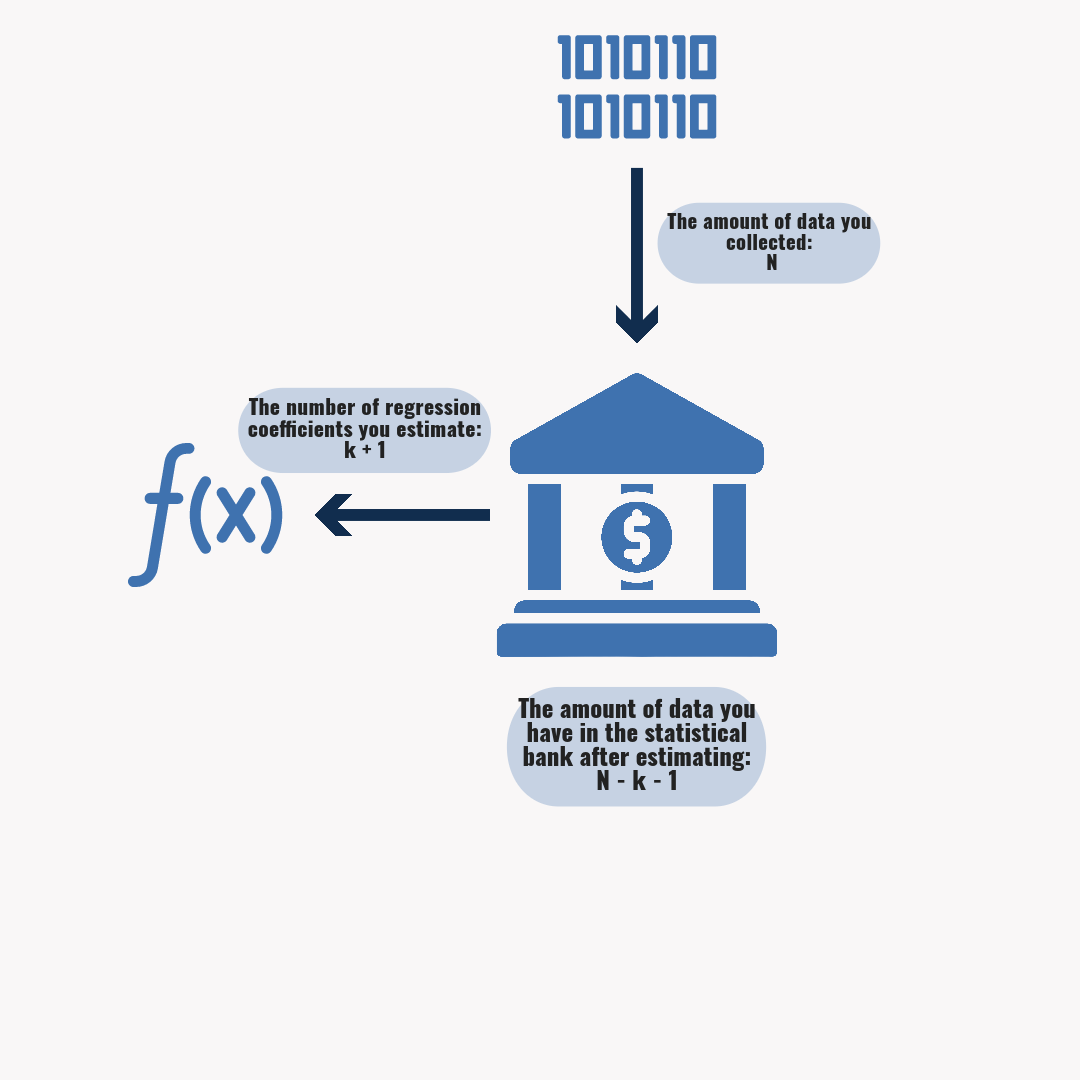 1010110
1010110
The amount of data you
collected:
N
The number of regression
coefficients you estimate:
k + 1
f(x)
$
The amount of data you
have in the statistical
bank after estimating:
N - k - 1